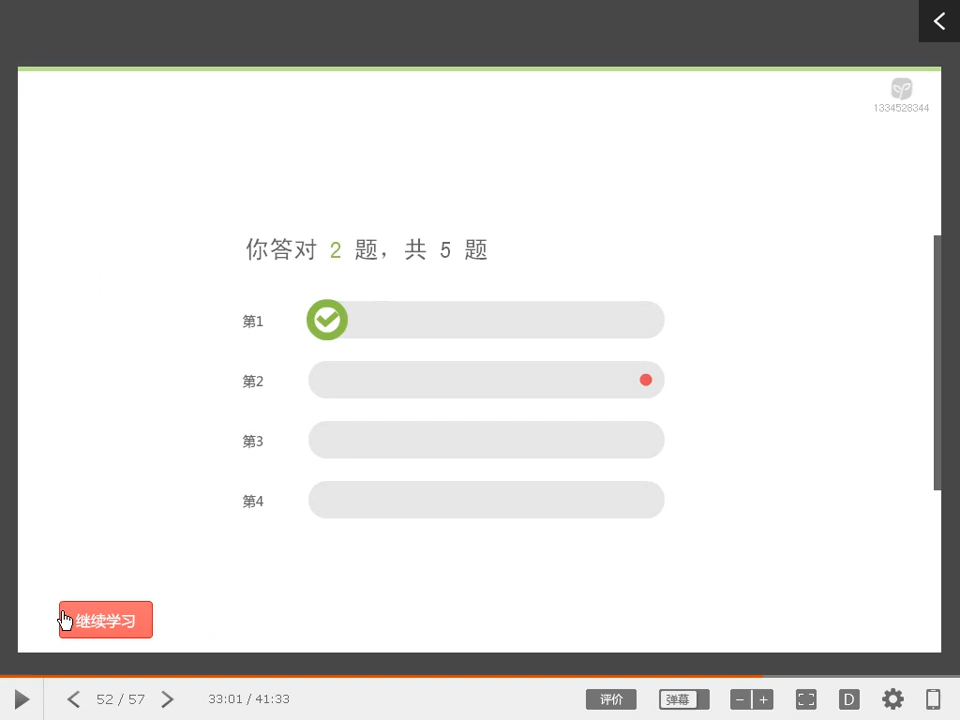 1334528344
你答对 2 题，共 5 题
第1
第2
第3
第4
继续学习
52 / 57
33:01 / 41:33
评价
弹幕
D